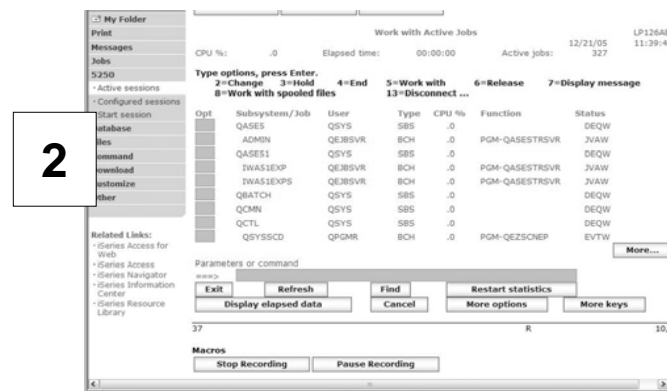 My Folder
Print
Messages
Jobs
5250
· Active sessions
· Configured sessions
Start session
atabase
iles
ommand
ownload
ustomize
ther
Related Links:
· iSeries Access for
Web
· iSeries Access
· iSeries Navigator
· iSeries Information
Center
· iSeries Resource
Library
2
Work with Active Jobs
12/21/05
CPU %: .0 Elapsed time: 00:00:00 Active jobs: 327
Type options, press Enter.
2=Change 3=Hold 4=End 5=Work with 6=Release 7=Display message
8=Work with spooled files 13=Disconnect ...
Opt Subsystem/Job User Type CPU % Function Status
QASE5 QSYS SBS .0 DEQW
ADMIN QEJBSVR BCH .0 PGM-QASESTRSVR JVAW
QASE51 QSYS SBS .0 DEQW
IWA51EXP QEJBSVR BCH .0 PGM-QASESTRSVR JVAW
IWA51EXPS QEJBSVR BCH .0 PGM-QASESTRSVR JVAW
QBATCH QSYS SBS .0 DEQW
QCMN QSYS SBS .0 DEQW
QCTL QSYS SBS .0 DEQW
QSYSSCD QPGMR BCH .0 PGM-QEZSCNEP EVTW
More...
Parameters or command
===>
Exit Refresh Find Restart statistics
Display elapsed data Cancel More options More keys
37 R 10,
Macros
Stop Recording Pause Recording